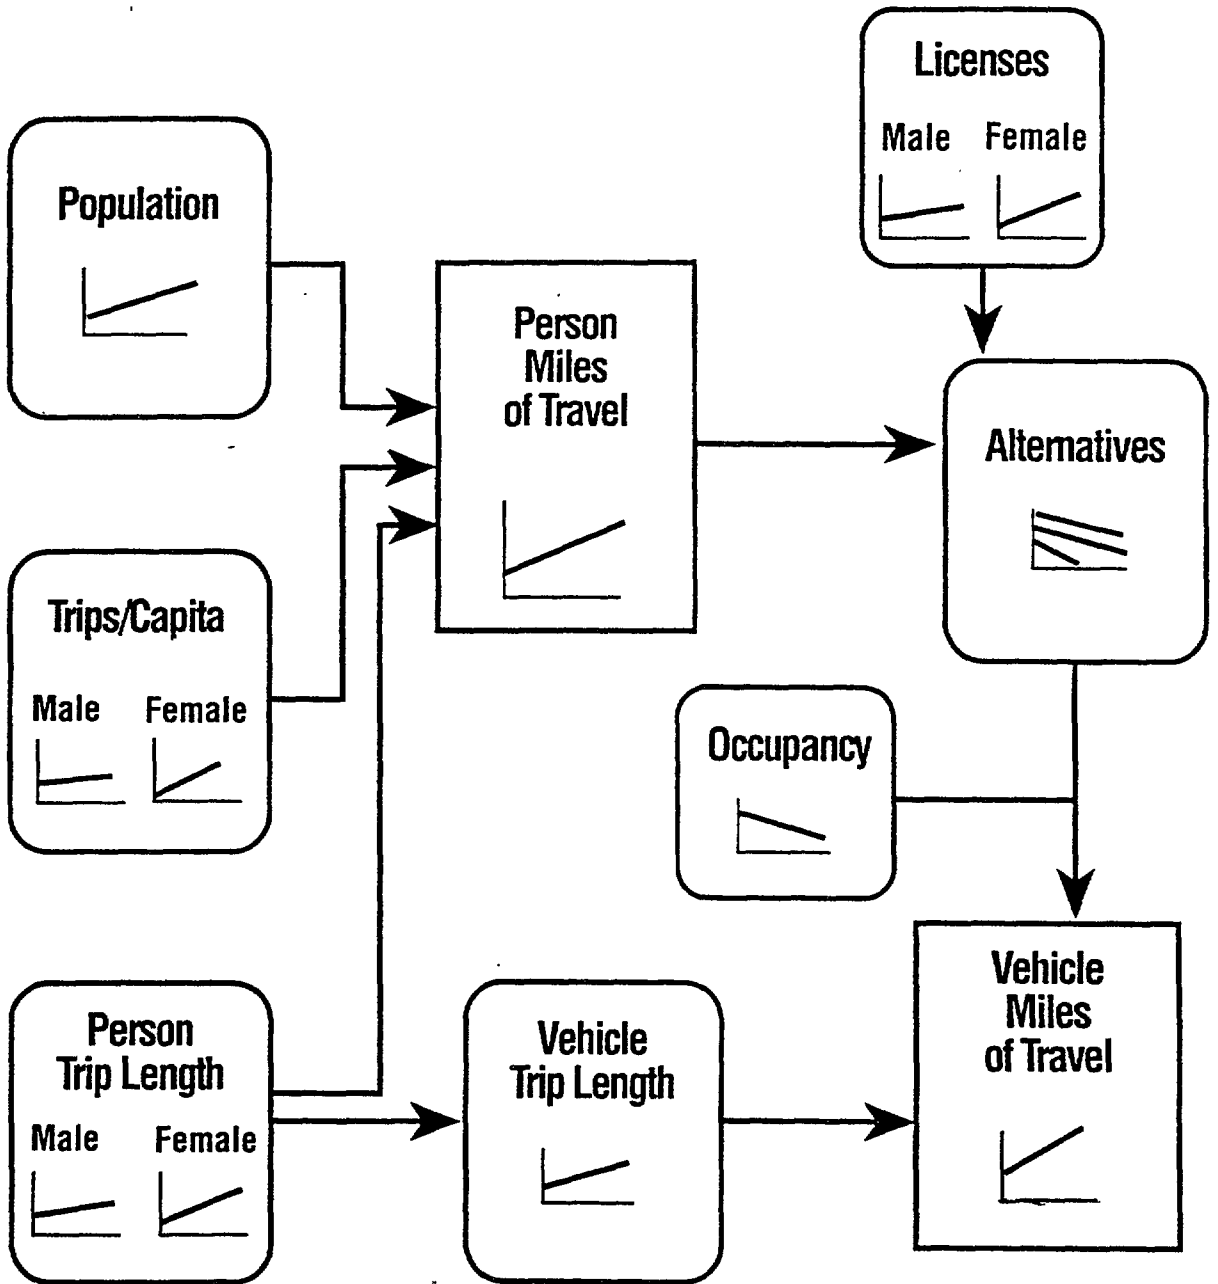 Licenses
Male Female
Population
Person
Miles
of Travel
Alternatives
Trips/Capita
Male Female
Occupancy
Person
Trip Length
Male Female
Vehicle
Trip Length
Vehicle
Miles
of Travel